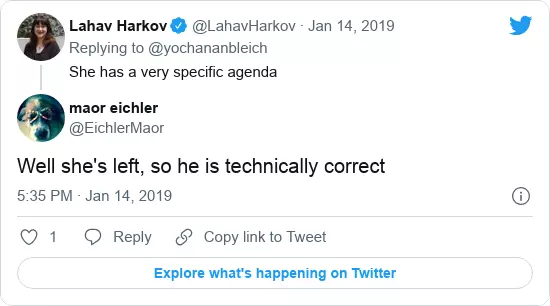 Lahav Harkov @LahavHarkov · Jan 14, 2019
Replying to @yochananbleich
She has a very specific agenda
maor eichler
@EichlerMaor
Well she's left, so he is technically correct
5:35 PM · Jan 14, 2019
1 Reply Copy link to Tweet
Explore what's happening on Twitter